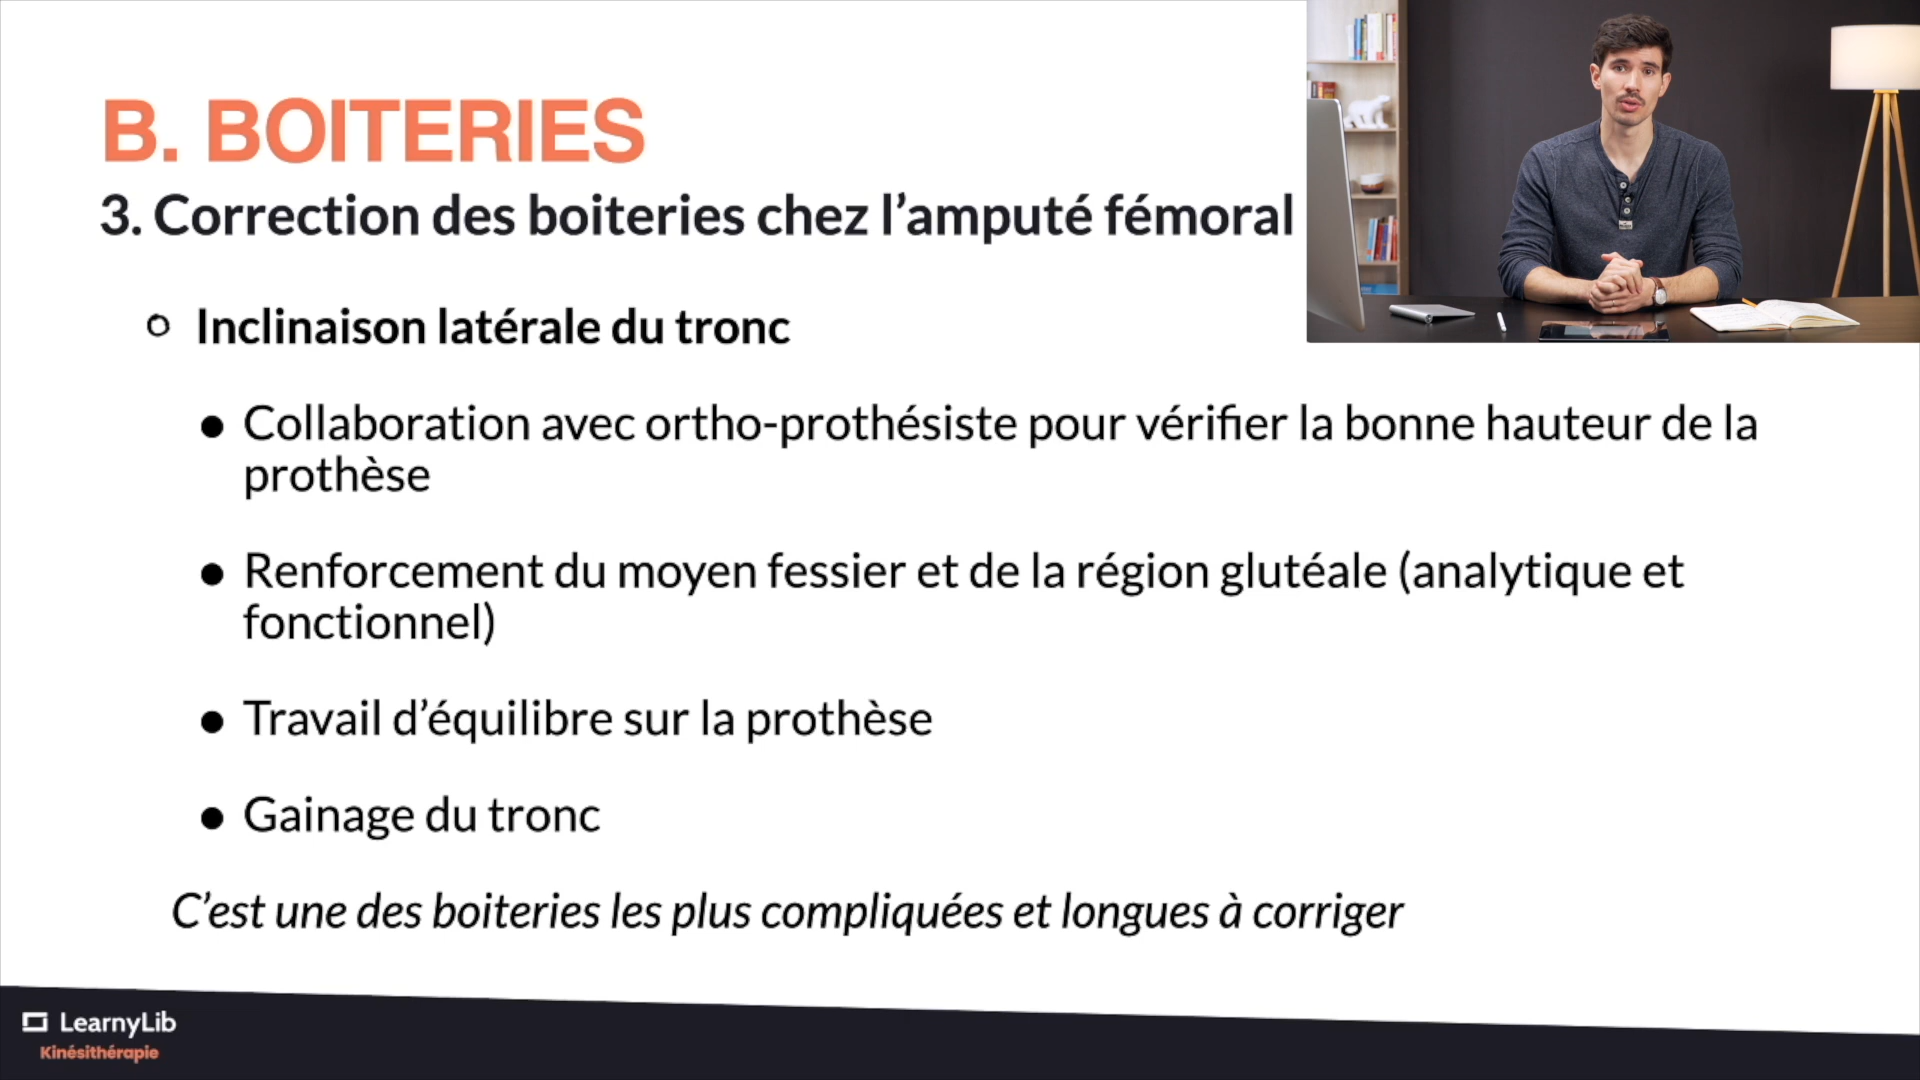 B. BOITERIES
3. Correction des boiteries chez l’amputé fémoral
Inclinaison latérale du tronc
Collaboration avec ortho-prothésiste pour vérifier la bonne hauteur de la
prothèse
Renforcement du moyen fessier et de la région glutéale (analytique et
fonctionnel)
Travail d’équilibre sur la prothèse
Gainage du tronc
C’est une des boiteries les plus compliquées et longues à corriger
LearnyLib
Kinésithérapie